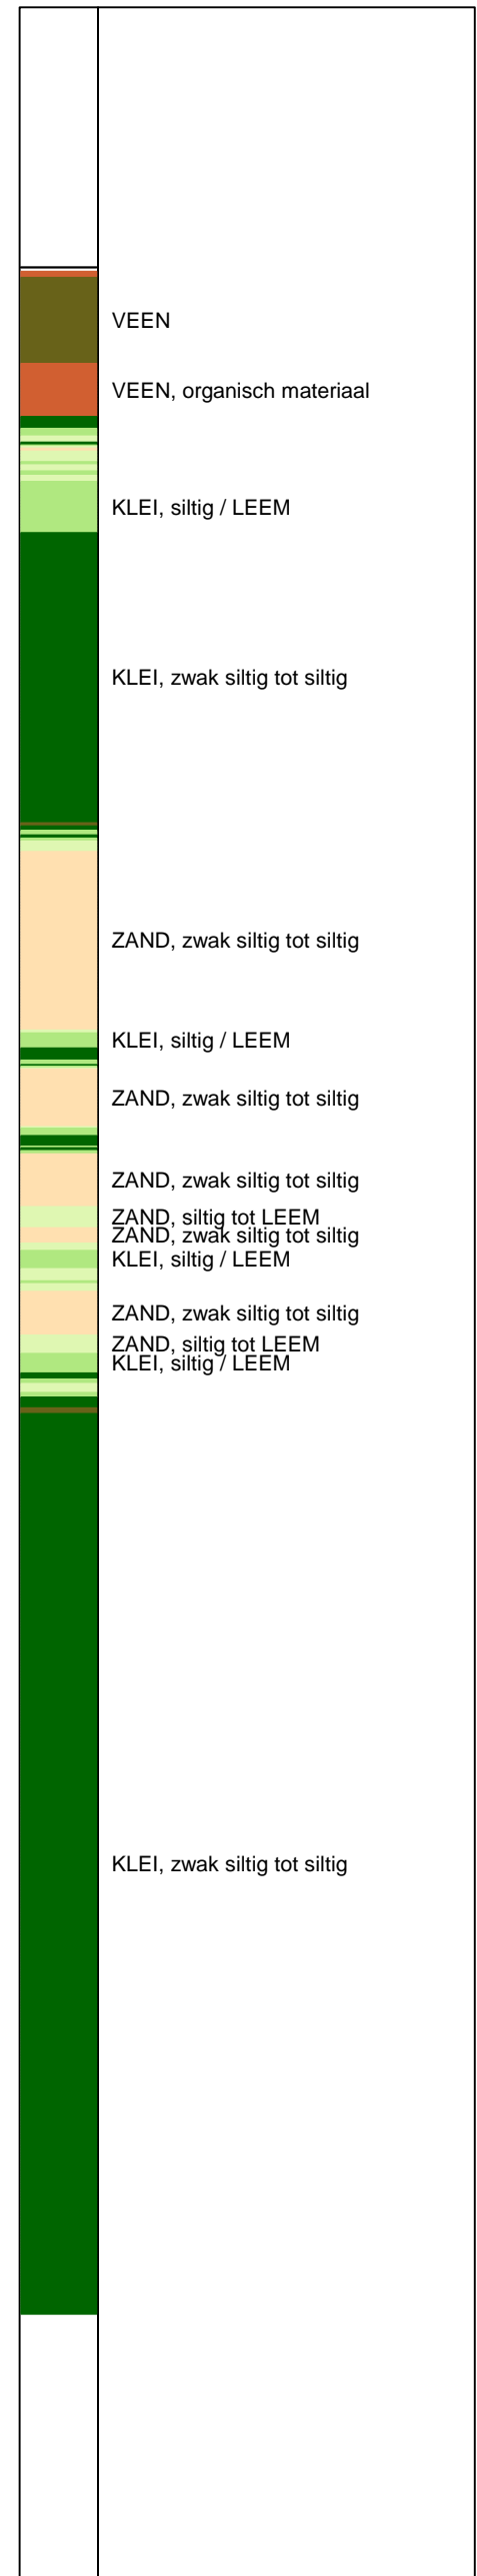 VEEN
VEEN, organisch materiaal
KLEI, siltig / LEEM
KLEI, zwak siltig tot siltig
ZAND, zwak siltig tot siltig
KLEI, siltig / LEEM
ZAND, zwak siltig tot siltig
ZAND, zwak siltig tot siltig
ZAND, siltig tot LEEM
ZAND, zwak siltig tot siltig
KLEI, siltig / LEEM
ZAND, zwak siltig tot siltig
ZAND, siltig tot LEEM
KLEI, siltig / LEEM
KLEI, zwak siltig tot siltig